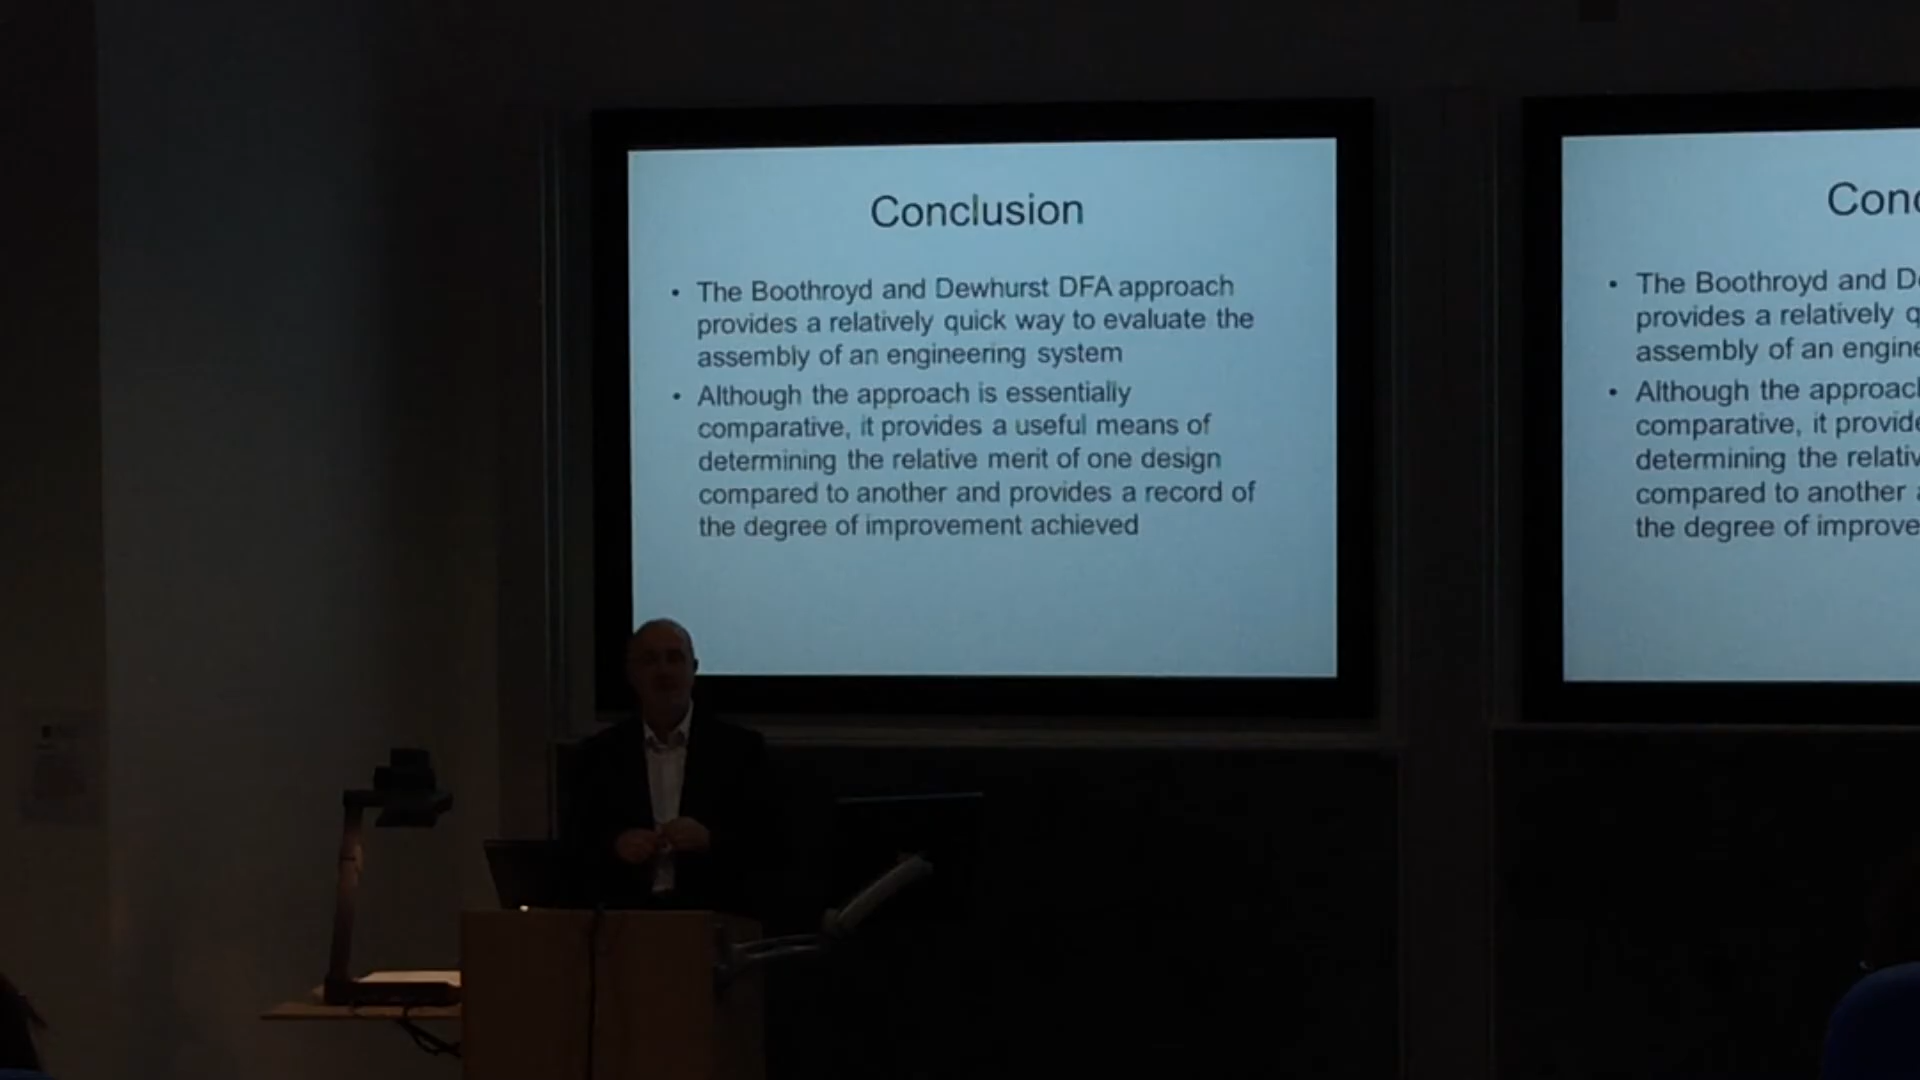 Conclusion
• The Boothroyd and Dewhurst DFA approach
provides a relatively quick way to evaluate the
assembly of an engineering system
• Although the approach is essentially
comparative, it provides a useful means of
determining the relative merit of one design
compared to another and provides a record of
the degree of improvement achieved
Conc
• The Boothroyd and De
provides a relatively q
assembly of an engine
• Although the approach
comparative, it provide
determining the relativ
compared to another a
the degree of improve